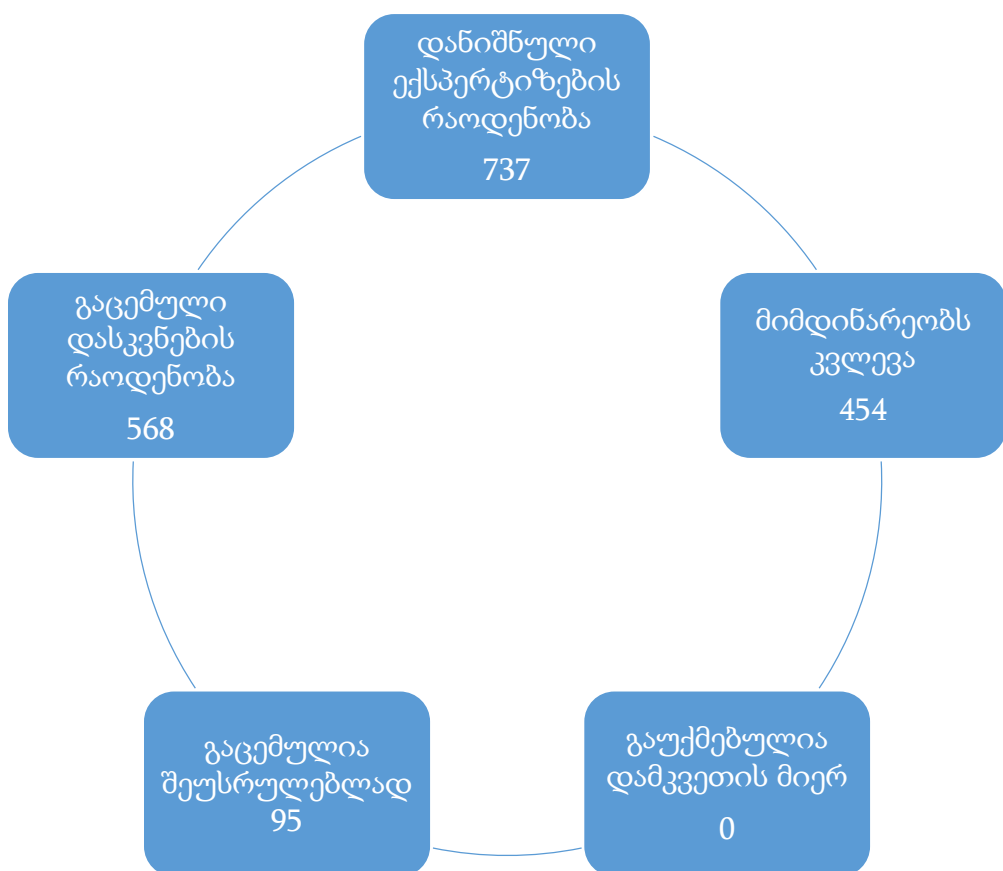 დანიშნული
ექსპერტიზების
რაოდენობა
737
მიმდინარეობს
კვლევა
454
გაუქმებულია
დამკვეთის მიერ
0
გაცემულია
შეუსრულებლად
95
გაცემული
დასკვნების
რაოდენობა
568